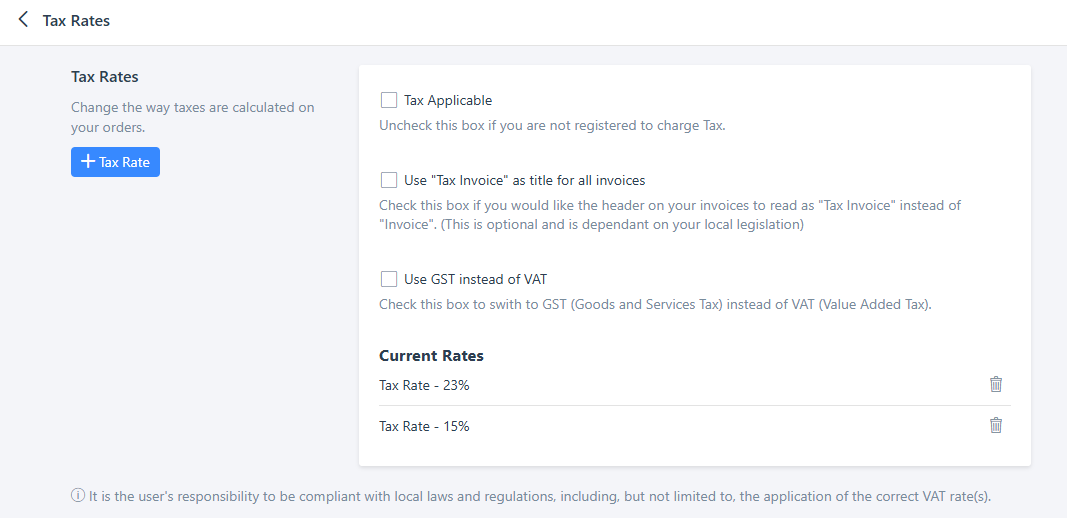 Tax Rates
Tax Rates
Change the way taxes are calculated on
your orders.
+ Tax Rate
Tax Applicable
Uncheck this box if you are not registered to charge Tax.
Use "Tax Invoice" as title for all invoices
Check this box if you would like the header on your invoices to read as "Tax Invoice" instead of
"Invoice". (This is optional and is dependant on your local legislation)
Use GST instead of VAT
Check this box to swith to GST (Goods and Services Tax) instead of VAT (Value Added Tax).
Current Rates
Tax Rate - 23%
Tax Rate - 15%
It is the user's responsibility to be compliant with local laws and regulations, including, but not limited to, the application of the correct VAT rate(s).